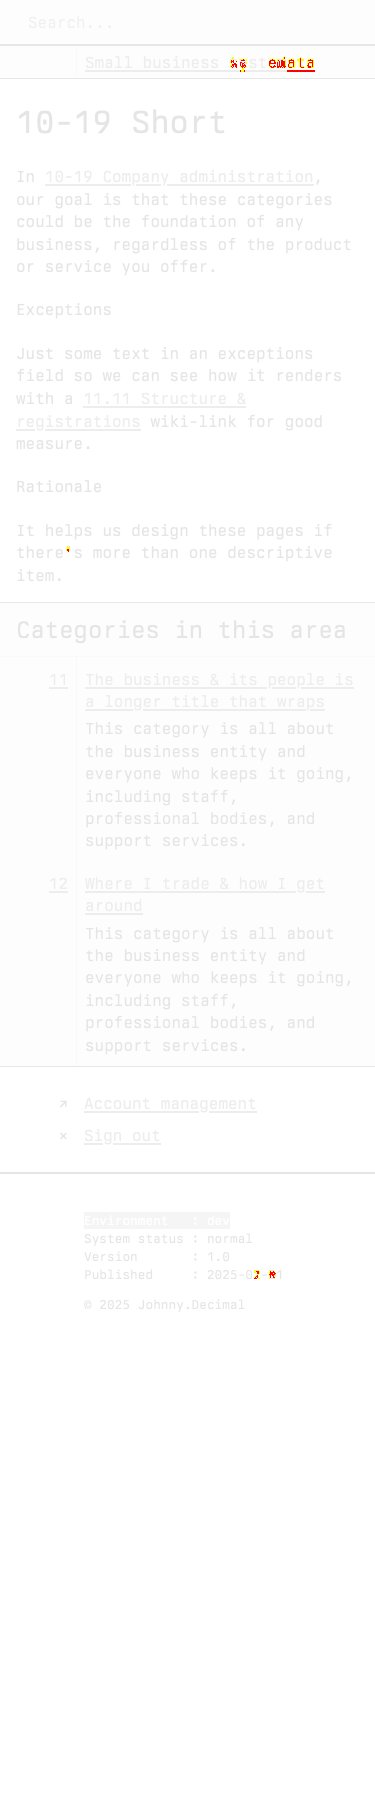 Search...
Small business
10-19 Short
In 10-19 Company administration,
our goal is that these categories
could be the foundation of any
business, regardless of the product
or service you offer.
Exceptions
Just some text in an exceptions
field so we can see how it renders
with a 11.11 Structure &
registrations wiki-link for good
measure.
Rationale
It helps us design these pages if
there's more than one descriptive
item.
Categories in this area
11 The business & its people is
a longer title that wraps
This category is all about
the business entity and
everyone who keeps it going,
including staff,
professional bodies, and
support services.
12 Where I trade & how I get
around
This category is all about
the business entity and
everyone who keeps it going,
including staff,
professional bodies, and
support services.
↗ Account management
× Sign out
Environment : dev
System status : normal
Version : 1.0
Published :
© 2025 Johnny.Decimal